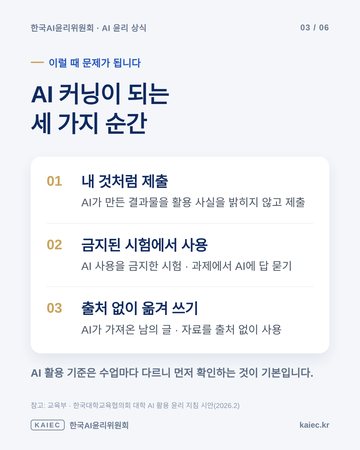 한국AI윤리위원회 · AI 윤리 상식
03 / 06
이럴 때 문제가 됩니다
AI 커닝이 되는
세 가지 순간
01 내 것처럼 제출
AI가 만든 결과물을 활용 사실을 밝히지 않고 제출
02 금지된 시험에서 사용
AI 사용을 금지한 시험 · 과제에서 AI에 답 묻기
03 출처 없이 옮겨 쓰기
AI가 가져온 남의 글 · 자료를 출처 없이 사용
AI 활용 기준은 수업마다 다르니 먼저 확인하는 것이 기본입니다.
참고: 교육부 · 한국대학교육협의회 대학 AI 활용 윤리 지침 시안(2026.2)
KAIEC 한국AI윤리위원회
kaiec.kr